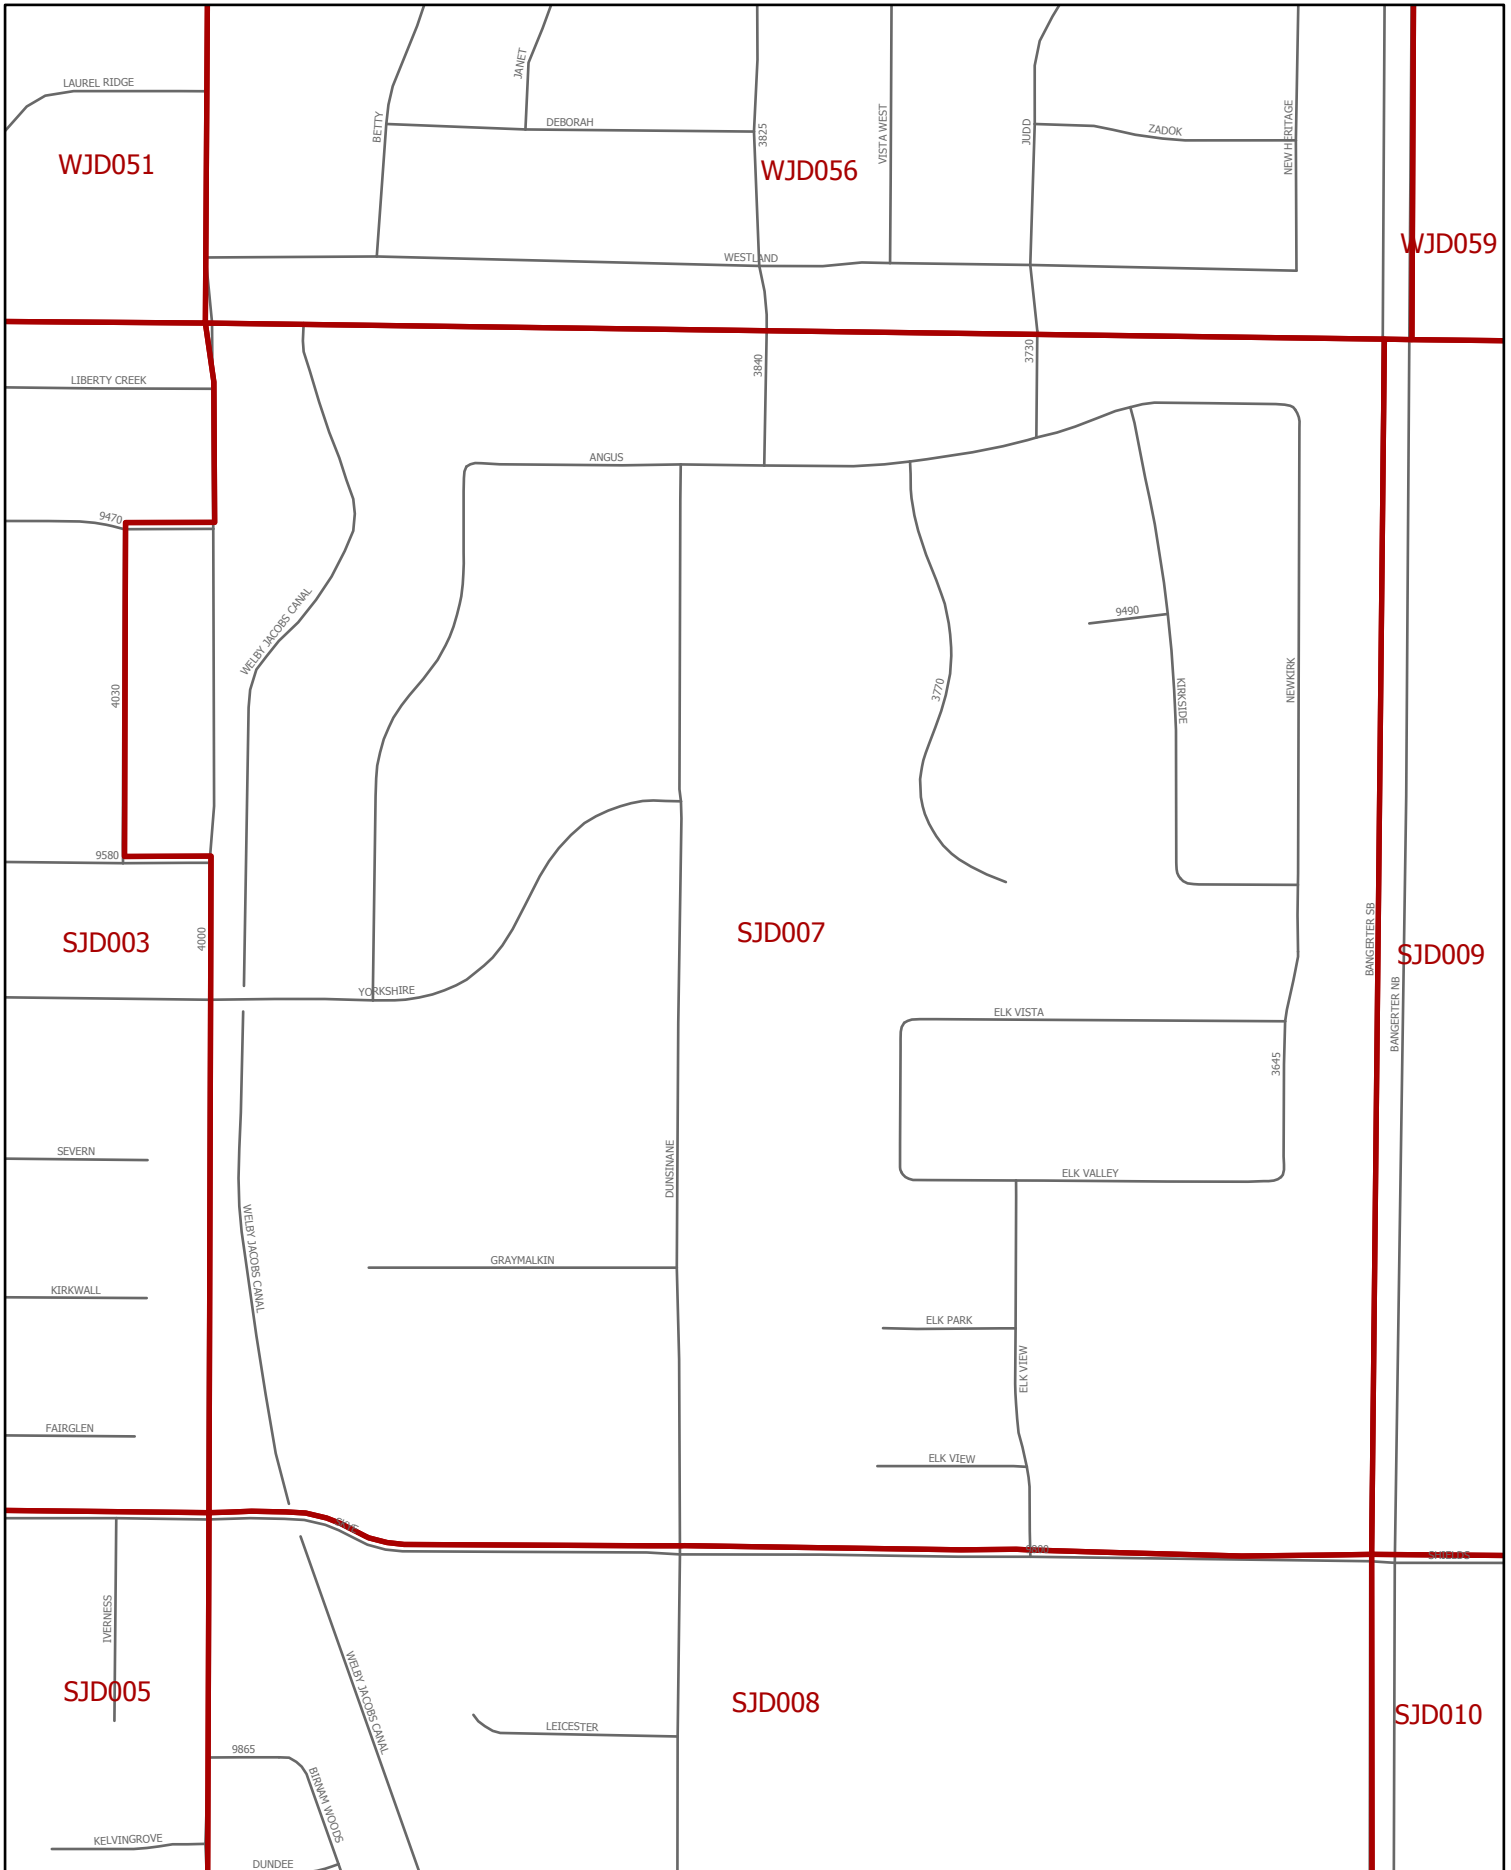 JANET
LAUREL RIDGE
BETTY
DEBORAH
3825
VISTA WEST
JUDD
ZADOK
NEW HERITAGE
WJD051
WJD056
WJD059
WESTLAND
3840
3730
LIBERTY CREEK
ANGUS
9470
WELBY JACOBS CANAL
9490
4030
3770
KIRKSIDE
NEWKIRK
9580
4000
SJD003
SJD007
BANGERTER SB
SJD009
YORKSHIRE
ELK VISTA
BANGERTER NB
3645
SEVERN
DUNSINANE
ELK VALLEY
WELBY JACOBS CANAL
GRAYMALKIN
KIRKWALL
ELK PARK
ELK VIEW
FAIRGLEN
ELK VIEW
SKYE
9800
SHIELDS
IVERNESS
SJD005
WELBY JACOBS CANAL
SJD008
SJD010
LEICESTER
9865
BIRNAM WOODS
KELVINGROVE
DUNDEE